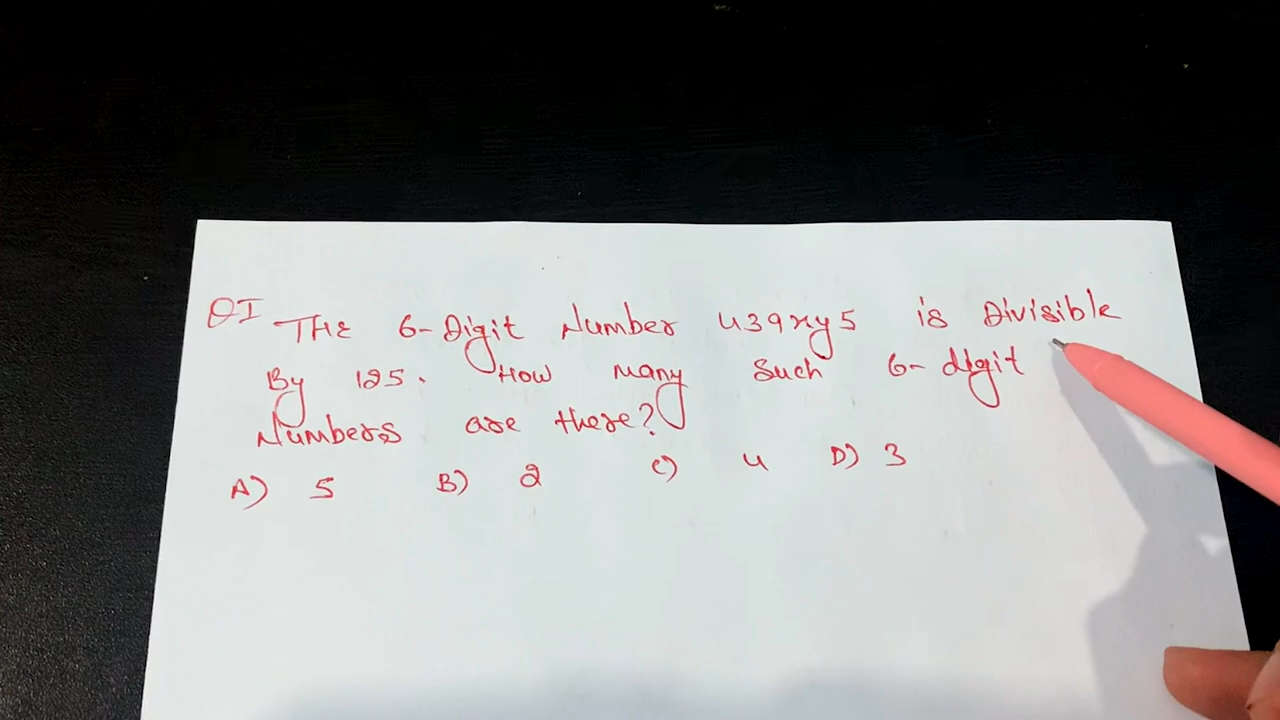 Q1 THE 6-Digit Number 439xy5 is Divisible
By 125. How many Such 6-digit
Numbers are there?
A) 5 B) 2 C) 4 D) 3